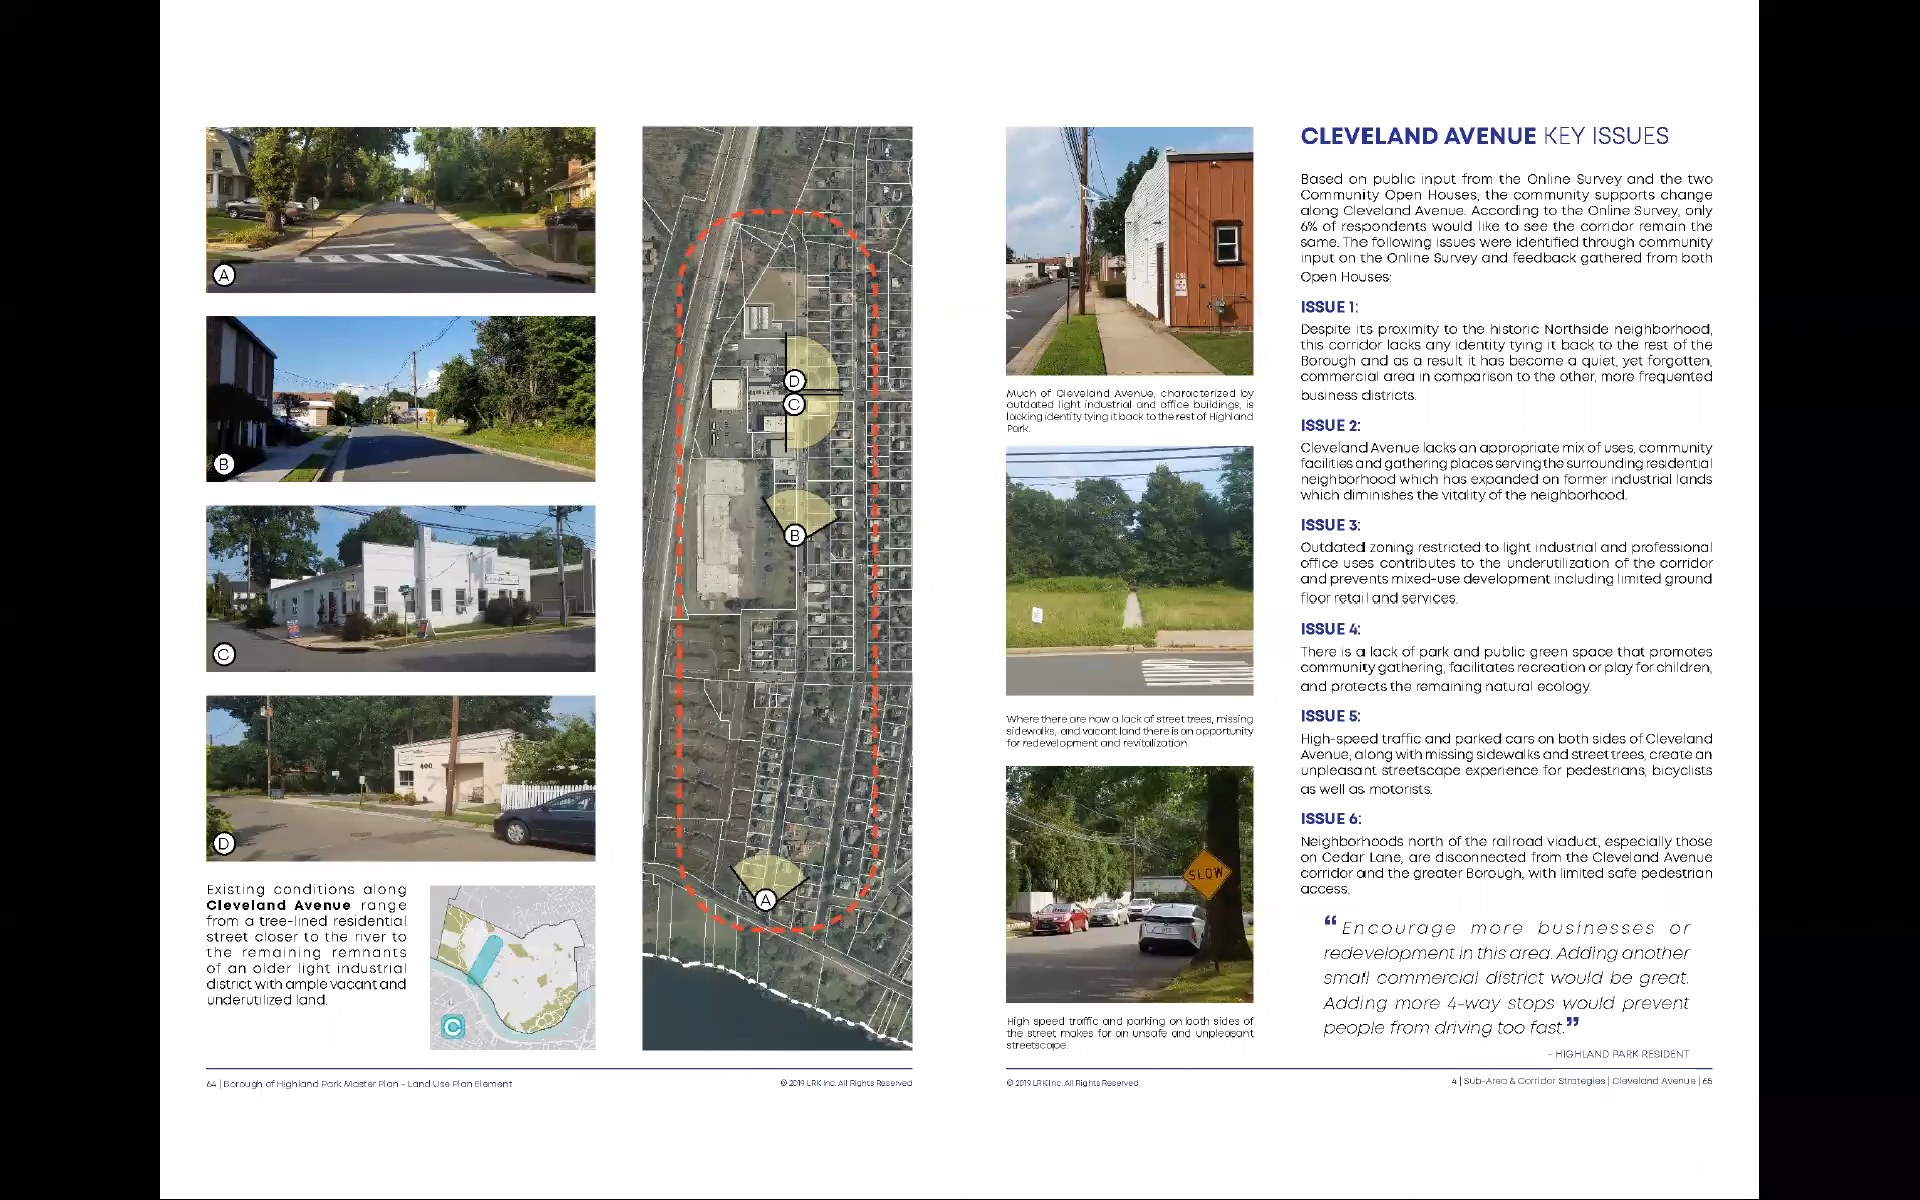 A
B
C
D
Existing conditions along
Cleveland Avenue range
from a tree-lined residential
street closer to the river to
the remaining remnants
of an older light industrial
district with ample vacant and
underutilized land.
C
D
C
B
A
64 | Borough of Highland Park Master Plan - Land Use Plan Element
© 2019 LRK Inc. All Rights Reserved
Much of Cleveland Avenue, characterized by
outdated light industrial and office buildings, is
lacking identity tying it back to the rest of Highland
Park.
Where there are now a lack of street trees, missing
sidewalks, and vacant land there is an opportunity
for redevelopment and revitalization.
SLOW
High speed traffic and parking on both sides of
the street makes for an unsafe and unpleasant
streetscape.
CLEVELAND AVENUE KEY ISSUES
Based on public input from the Online Survey and the two
Community Open Houses, the community supports change
along Cleveland Avenue. According to the Online Survey, only
6% of respondents would like to see the corridor remain the
same. The following issues were identified through community
input on the Online Survey and feedback gathered from both
Open Houses:
ISSUE 1:
Despite its proximity to the historic Northside neighborhood,
this corridor lacks any identity tying it back to the rest of the
Borough and as a result it has become a quiet, yet forgotten,
commercial area in comparison to the other, more frequented
business districts.
ISSUE 2:
Cleveland Avenue lacks an appropriate mix of uses, community
facilities and gathering places serving the surrounding residential
neighborhood which has expanded on former industrial lands
which diminishes the vitality of the neighborhood.
ISSUE 3:
Outdated zoning restricted to light industrial and professional
office uses contributes to the underutilization of the corridor
and prevents mixed-use development including limited ground
floor retail and services.
ISSUE 4:
There is a lack of park and public green space that promotes
community gathering, facilitates recreation or play for children,
and protects the remaining natural ecology.
ISSUE 5:
High-speed traffic and parked cars on both sides of Cleveland
Avenue, along with missing sidewalks and street trees, create an
unpleasant streetscape experience for pedestrians, bicyclists
as well as motorists.
ISSUE 6:
Neighborhoods north of the railroad viaduct, especially those
on Cedar Lane, are disconnected from the Cleveland Avenue
corridor and the greater Borough, with limited safe pedestrian
access.
“Encourage more businesses or
redevelopment in this area. Adding another
small commercial district would be great.
Adding more 4-way stops would prevent
people from driving too fast.”
- HIGHLAND PARK RESIDENT
© 2019 LRK Inc. All Rights Reserved
4 | Sub-Area & Corridor Strategies | Cleveland Avenue | 65